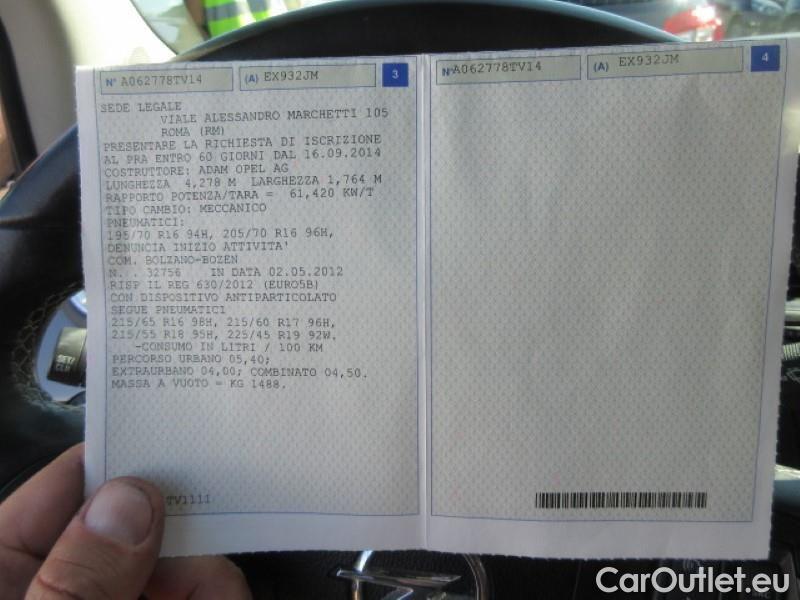 N° A062778TV14 (A) EX932JM 3
SEDE LEGALE
VIALE ALESSANDRO MARCHETTI 105
ROMA (RM)
PRESENTARE LA RICHIESTA DI ISCRIZIONE
AL PRA ENTRO 60 GIORNI DAL 16.09.2014
COSTRUTTORE: ADAM OPEL AG
LUNGHEZZA 4,278 M LARGHEZZA 1,764 M
RAPPORTO POTENZA/TARA = 61,420 KW/T
TIPO CAMBIO: MECCANICO
PNEUMATICI:
195/70 R16 94H, 205/70 R16 96H,
DENUNCIA INIZIO ATTIVITA'
COM. BOLZANO-BOZEN
N... 32756 IN DATA 02.05.2012
RISP IL REG 630/2012 (EURO5B)
CON DISPOSITIVO ANTIPARTICOLATO
SEGUE PNEUMATICI
215/65 R16 98H, 215/60 R17 96H,
215/55 R18 95H, 225/45 R19 92W.
-CONSUMO IN LITRI / 100 KM
PERCORSO URBANO 05,40;
EXTRAURBANO 04,00; COMBINATO 04,50.
MASSA A VUOTO = KG 1488.
TV1111
N° A062778TV14 (A) EX932JM 4
SET/
CarOutlet.eu